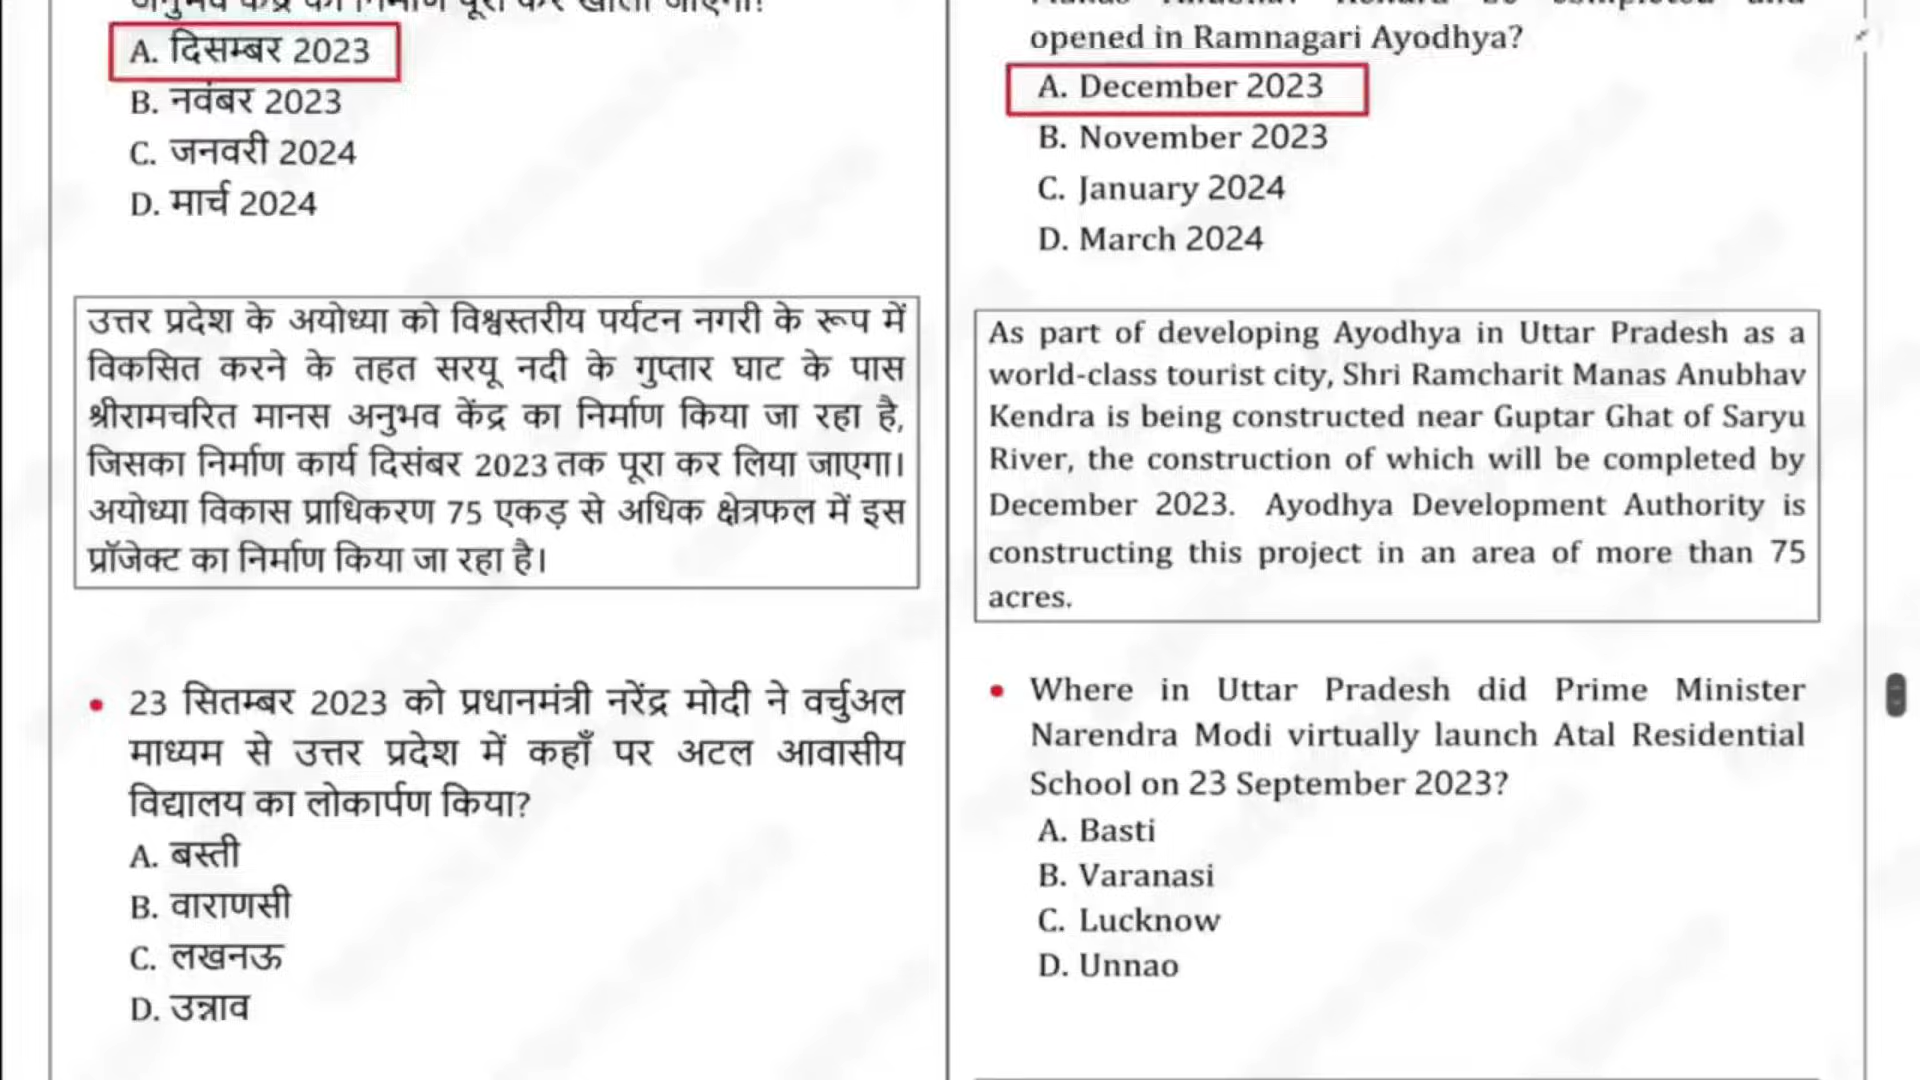 A. दिसम्बर 2023
B. नवंबर 2023
C. जनवरी 2024
D. मार्च 2024
उत्तर प्रदेश के अयोध्या को विश्वस्तरीय पर्यटन नगरी के रूप में
विकसित करने के तहत सरयू नदी के गुप्तार घाट के पास
श्रीरामचरित मानस अनुभव केंद्र का निर्माण किया जा रहा है,
जिसका निर्माण कार्य दिसंबर 2023 तक पूरा कर लिया जाएगा।
अयोध्या विकास प्राधिकरण 75 एकड़ से अधिक क्षेत्रफल में इस
प्रॉजेक्ट का निर्माण किया जा रहा है।
• 23 सितम्बर 2023 को प्रधानमंत्री नरेंद्र मोदी ने वर्चुअल
माध्यम से उत्तर प्रदेश में कहाँ पर अटल आवासीय
विद्यालय का लोकार्पण किया?
A. बस्ती
B. वाराणसी
C. लखनऊ
D. उन्नाव
opened in Ramnagari Ayodhya?
A. December 2023
B. November 2023
C. January 2024
D. March 2024
As part of developing Ayodhya in Uttar Pradesh as a
world-class tourist city, Shri Ramcharit Manas Anubhav
Kendra is being constructed near Guptar Ghat of Saryu
River, the construction of which will be completed by
December 2023. Ayodhya Development Authority is
constructing this project in an area of more than 75
acres.
• Where in Uttar Pradesh did Prime Minister
Narendra Modi virtually launch Atal Residential
School on 23 September 2023?
A. Basti
B. Varanasi
C. Lucknow
D. Unnao